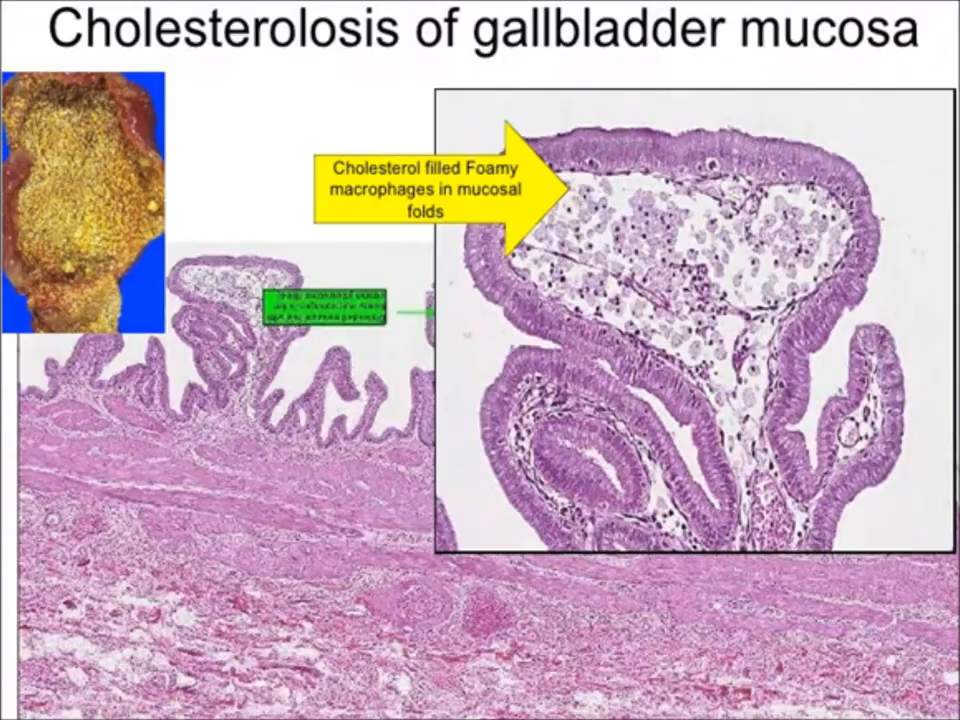 Cholesterolosis of gallbladder mucosa
Cholesterol filled Foamy
macrophages in mucosal
folds